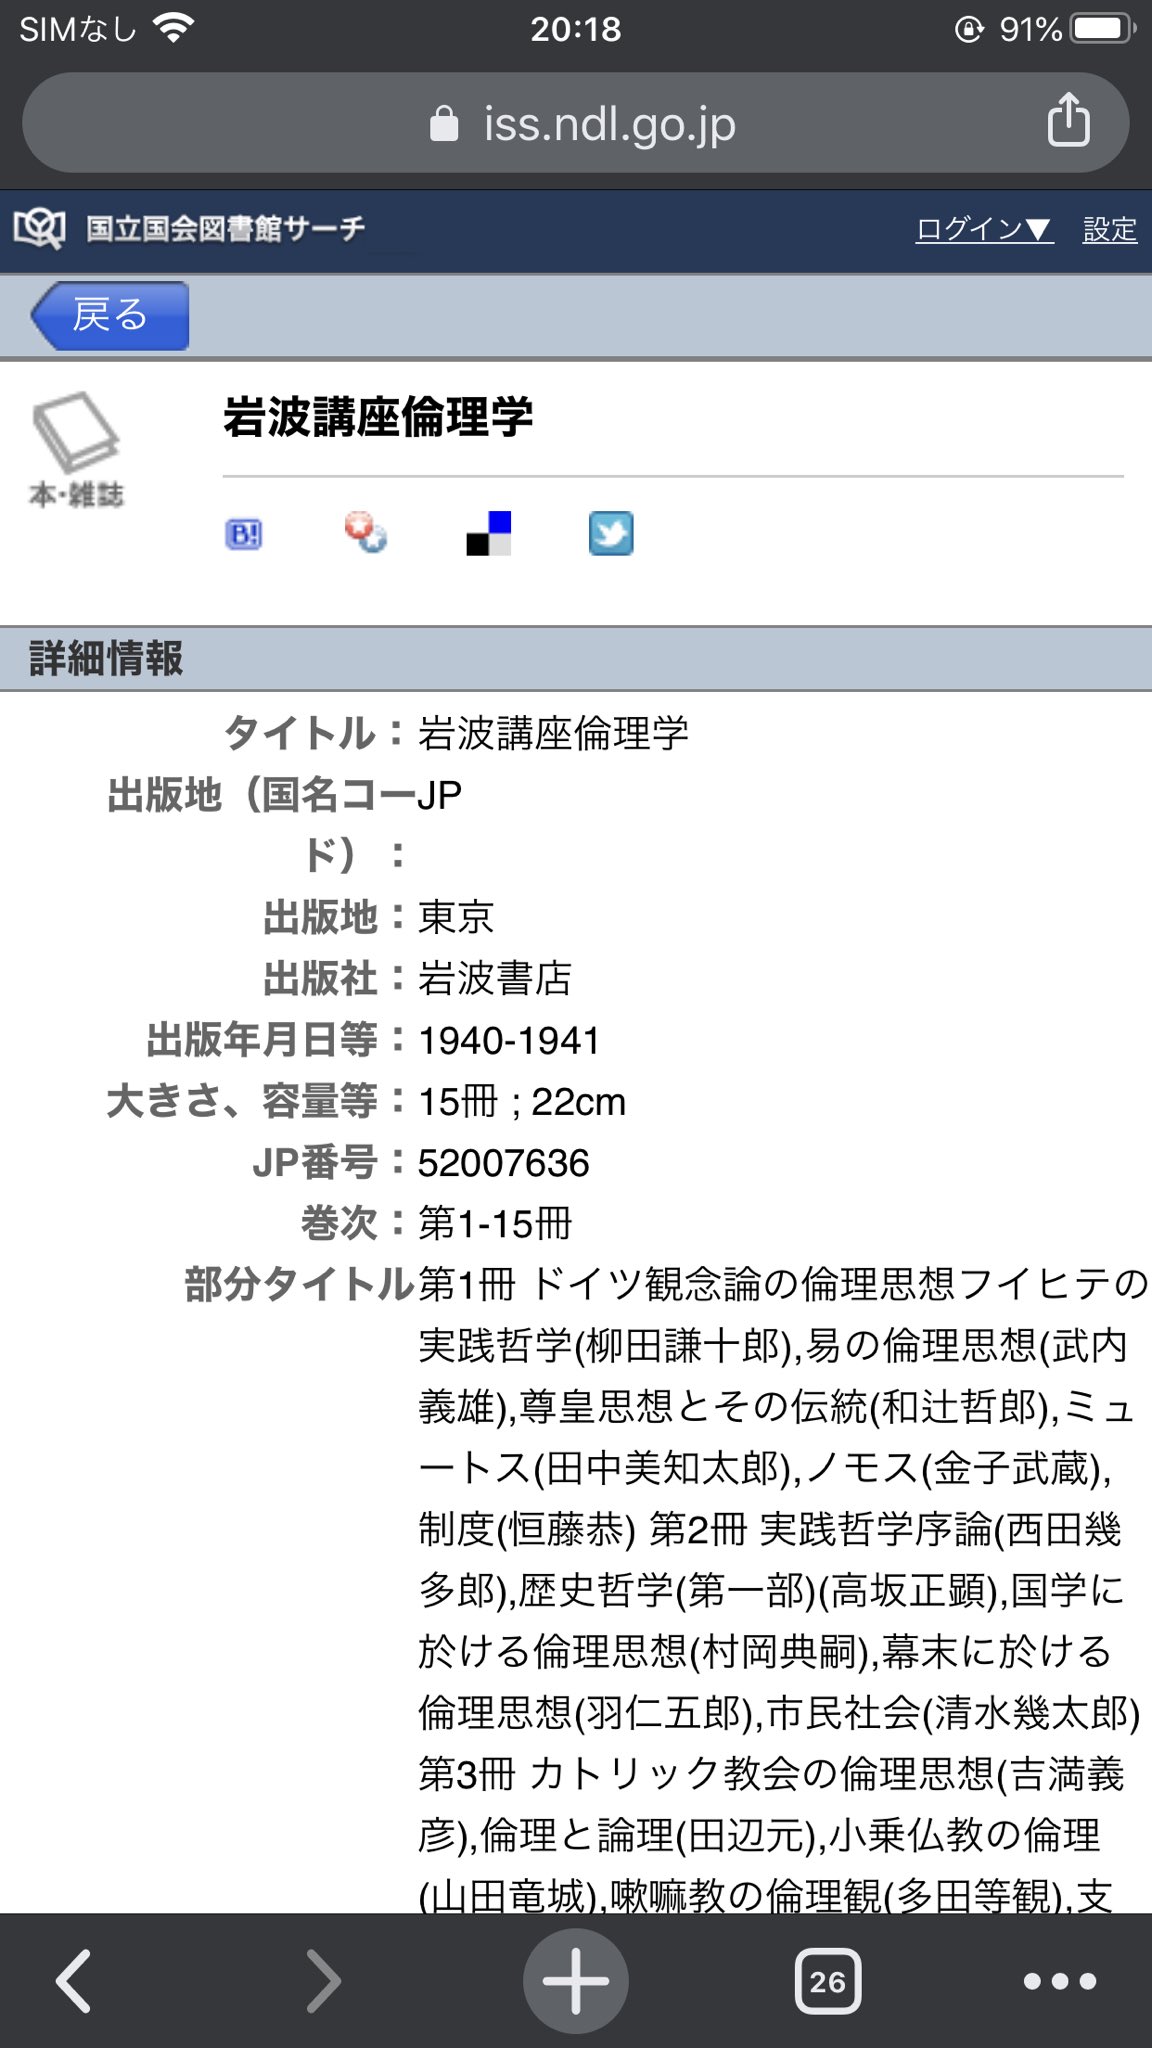 SIMなし 20:18 91%
iss.ndl.go.jp
国立国会図書館サーチ ログイン▼ 設定
戻る
岩波講座倫理学
本・雑誌
B!
詳細情報
タイトル：岩波講座倫理学
出版地（国名コーJP
ド）：
出版地：東京
出版社：岩波書店
出版年月日等：1940-1941
大きさ、容量等：15冊 ; 22cm
JP番号：52007636
巻次：第1-15冊
部分タイトル第1冊 ドイツ観念論の倫理思想フイヒテの
実践哲学(柳田謙十郎),易の倫理思想(武内
義雄),尊皇思想とその伝統(和辻哲郎),ミュ
ートス(田中美知太郎),ノモス(金子武蔵),
制度(恒藤恭) 第2冊 実践哲学序論(西田幾
多郎),歴史哲学(第一部)(高坂正顕),国学に
於ける倫理思想(村岡典嗣),幕末に於ける
倫理思想(羽仁五郎),市民社会(清水幾太郎)
第3冊 カトリック教会の倫理思想(吉満義
彦),倫理と論理(田辺元),小乗仏教の倫理
(山田竜城),喇嘛教の倫理観(多田等観),支
26